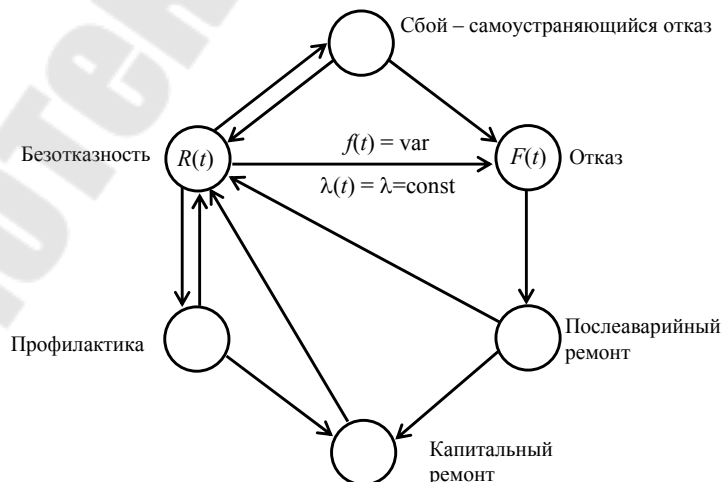 Сбой – самоустраняющийся отказ
Безотказность
R(t)
f(t) = var
λ(t) = λ=const
F(t)
Отказ
Профилактика
Послеаварийный
ремонт
Капитальный
ремонт